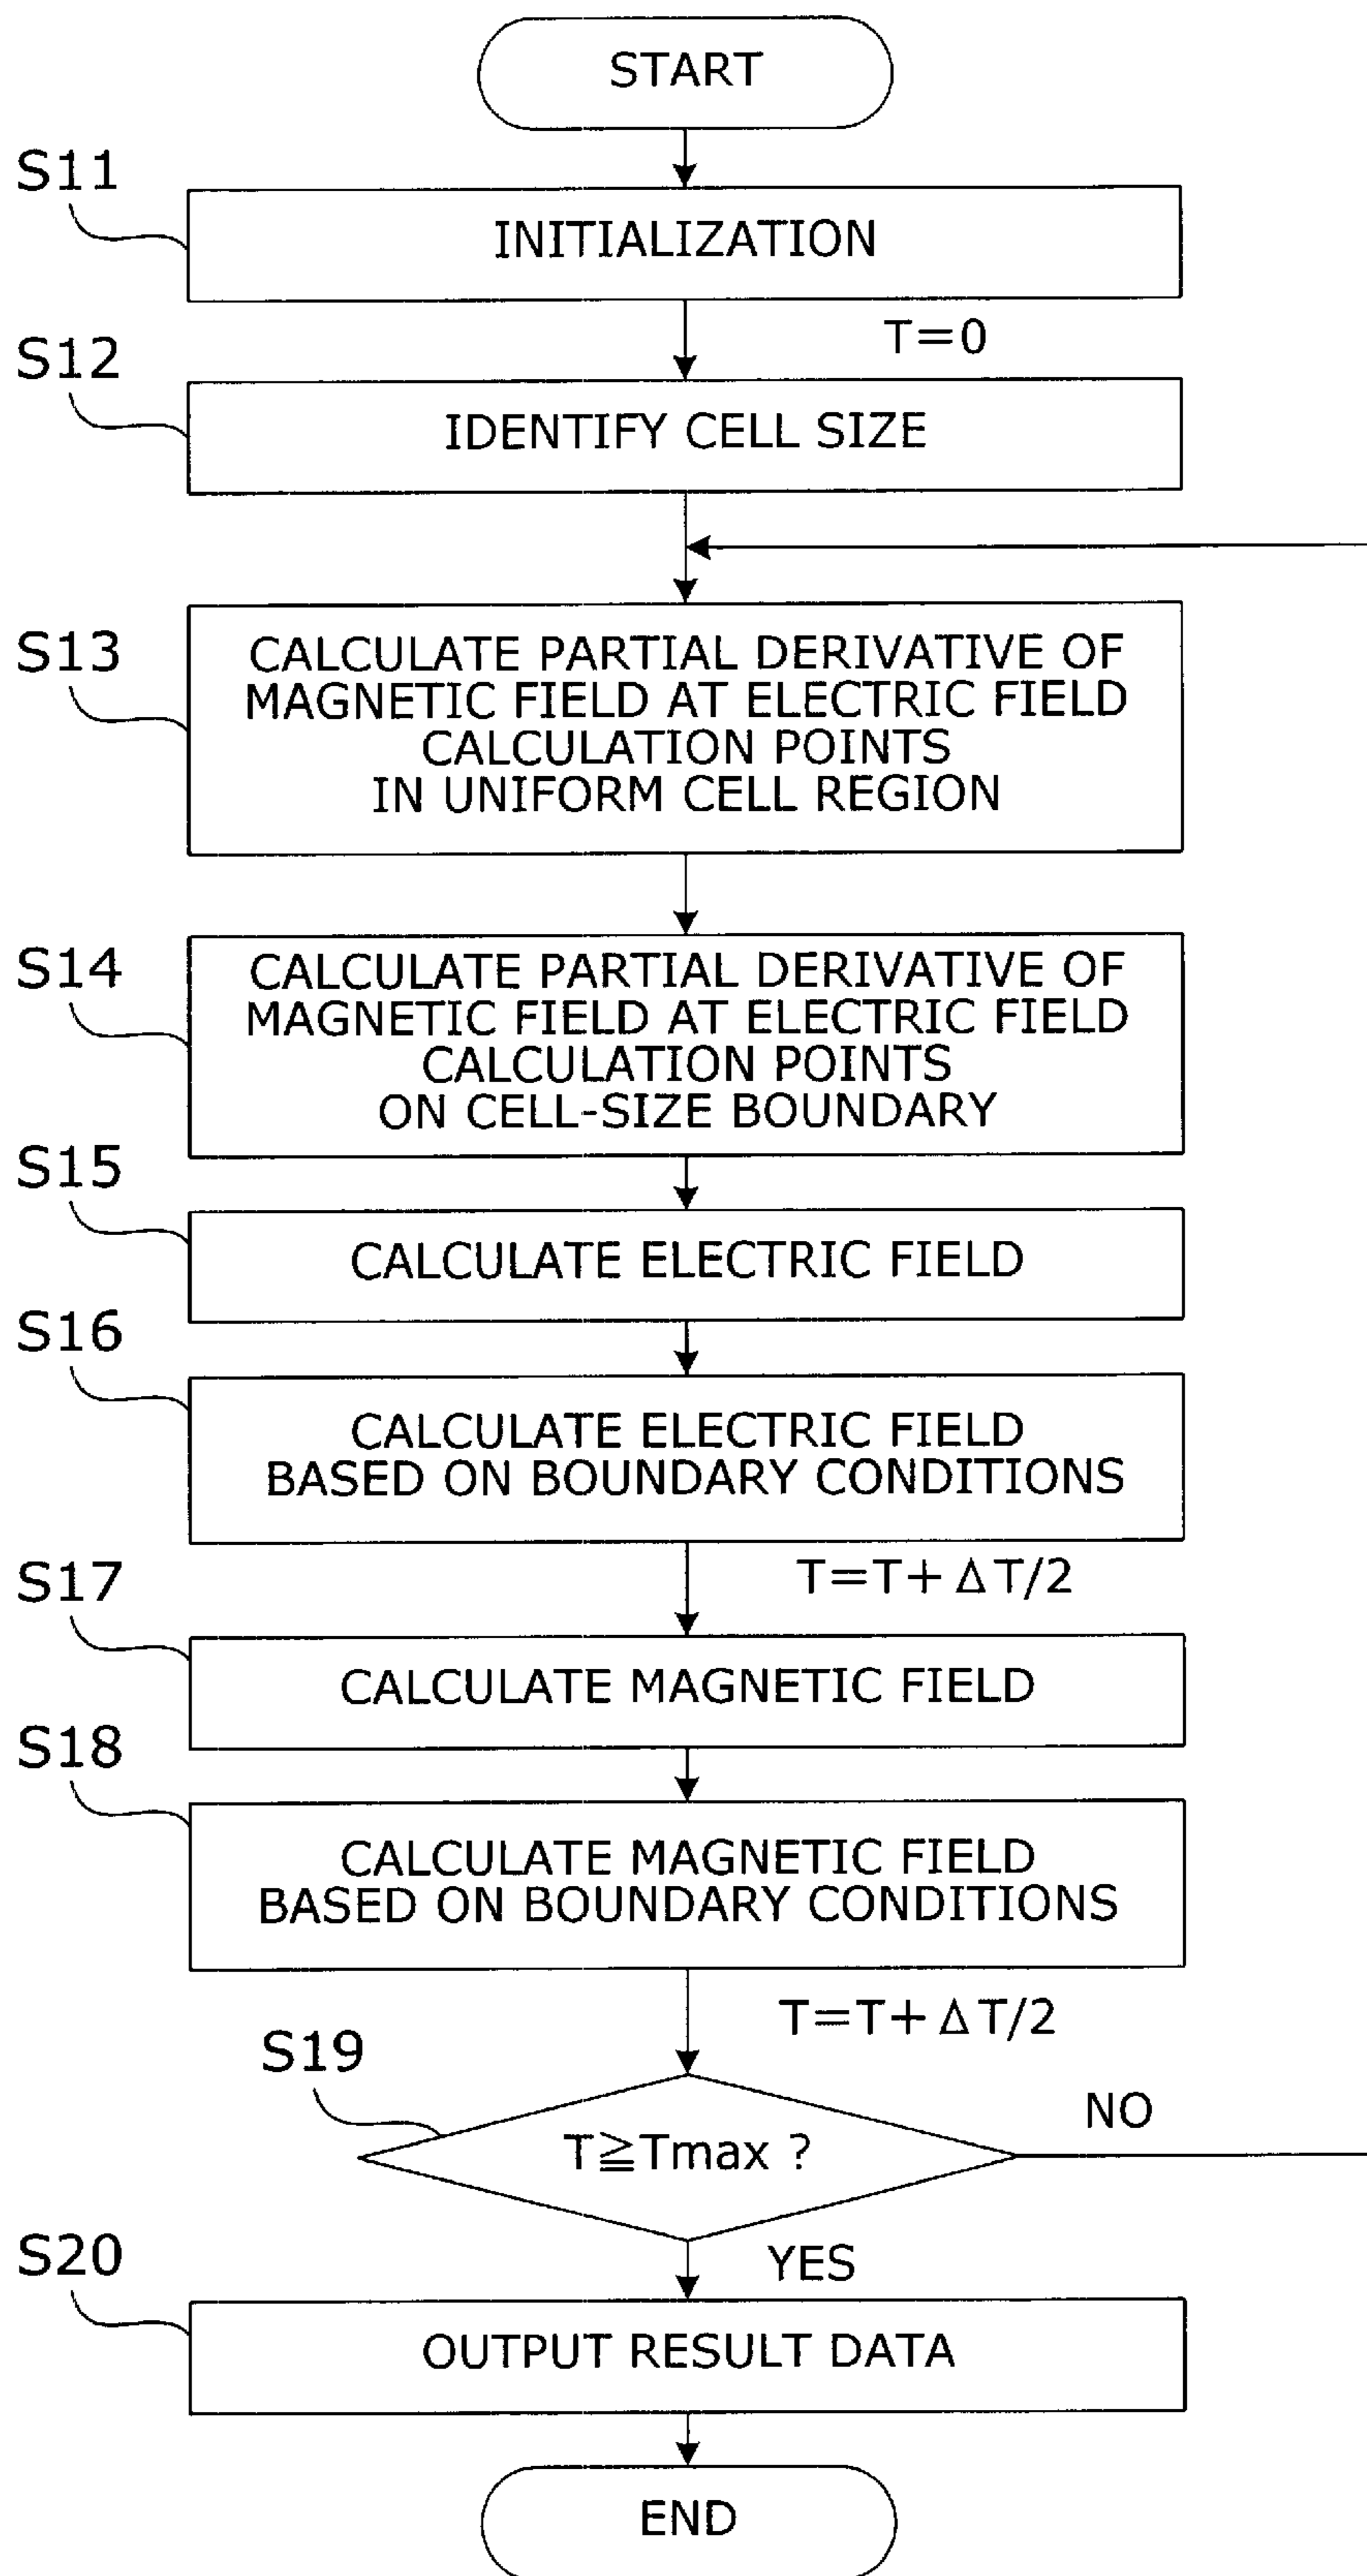 START
S11
INITIALIZATION
T=0
S12
IDENTIFY CELL SIZE
S13
CALCULATE PARTIAL DERIVATIVE OF
MAGNETIC FIELD AT ELECTRIC FIELD
CALCULATION POINTS
IN UNIFORM CELL REGION
S14
CALCULATE PARTIAL DERIVATIVE OF
MAGNETIC FIELD AT ELECTRIC FIELD
CALCULATION POINTS
ON CELL-SIZE BOUNDARY
S15
CALCULATE ELECTRIC FIELD
S16
CALCULATE ELECTRIC FIELD
BASED ON BOUNDARY CONDITIONS
T=T+ΔT/2
S17
CALCULATE MAGNETIC FIELD
S18
CALCULATE MAGNETIC FIELD
BASED ON BOUNDARY CONDITIONS
T=T+ΔT/2
S19
T≧Tmax ?
NO
YES
S20
OUTPUT RESULT DATA
END